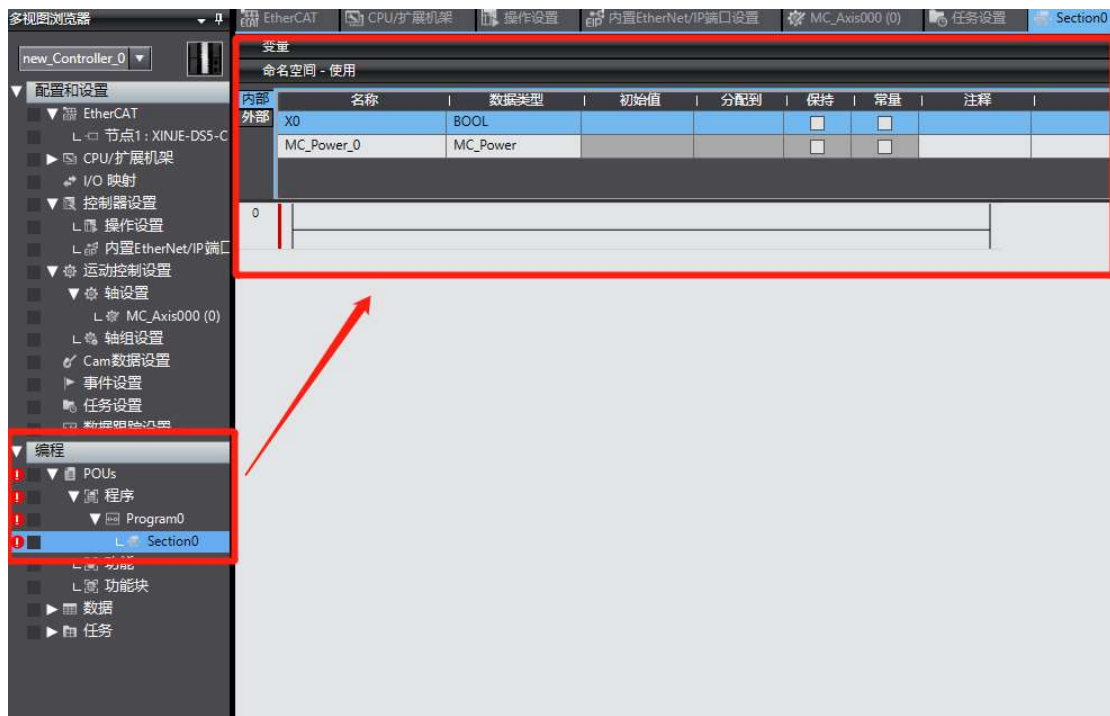 多视图浏览器
EtherCAT
CPU/扩展机架
操作设置
内置EtherNet/IP端口设置
MC_Axis000 (0)
任务设置
Section0
new_Controller_0
配置和设置
EtherCAT
节点1 : XINJE-DS5-C
CPU/扩展机架
I/O 映射
控制器设置
操作设置
内置EtherNet/IP端口
运动控制设置
轴设置
MC_Axis000 (0)
轴组设置
Cam数据设置
事件设置
任务设置
数据跟踪设置
编程
POUs
程序
Program0
Section0
功能
功能块
数据
任务
变量
命名空间 - 使用
内部
外部
名称 数据类型 初始值 分配到 保持 常量 注释
X0 BOOL
MC_Power_0 MC_Power
0